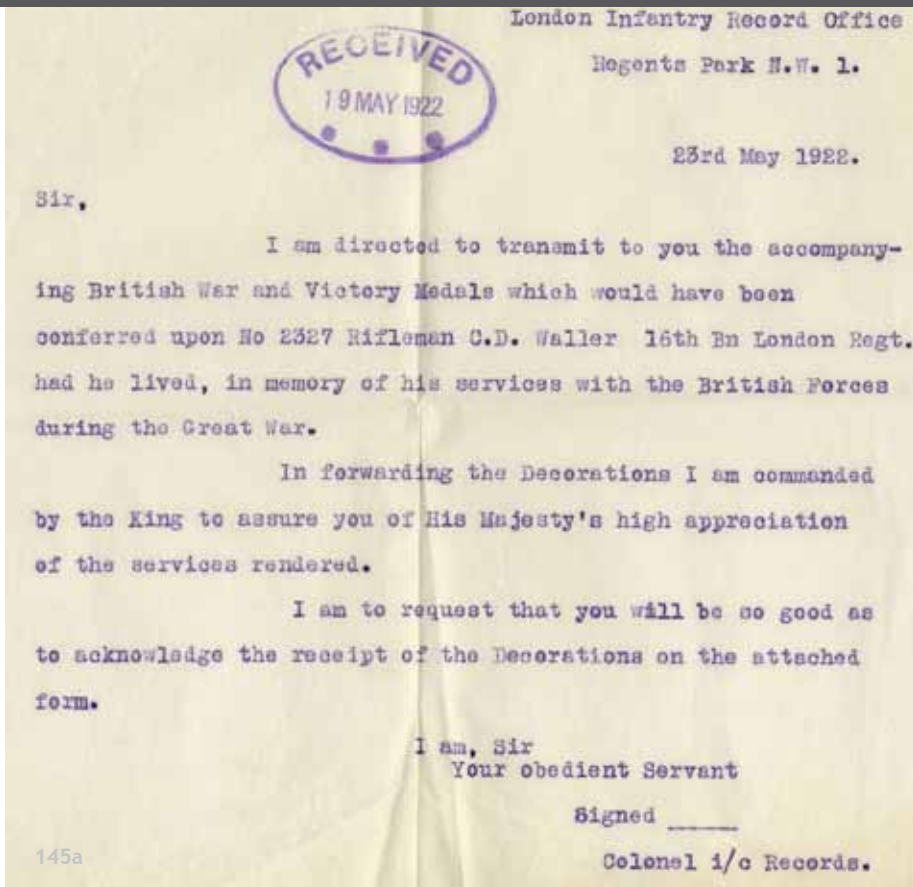 London Infantry Record Office
Regents Park N.W. 1.
RECEIVED
19 MAY 1922
23rd May 1922.
Sir,
I am directed to transmit to you the accompany-
ing British War and Victory Medals which would have been
conferred upon No 2327 Rifleman C.D. Waller 16th Bn London Regt.
had he lived, in memory of his services with the British Forces
during the Great War.
In forwarding the Decorations I am commanded
by the King to assure you of His Majesty's high appreciation
of the services rendered.
I am to request that you will be so good as
to acknowledge the receipt of the Decorations on the attached
form.
I am, Sir
Your obedient Servant
Signed _____
Colonel i/c Records.
145a